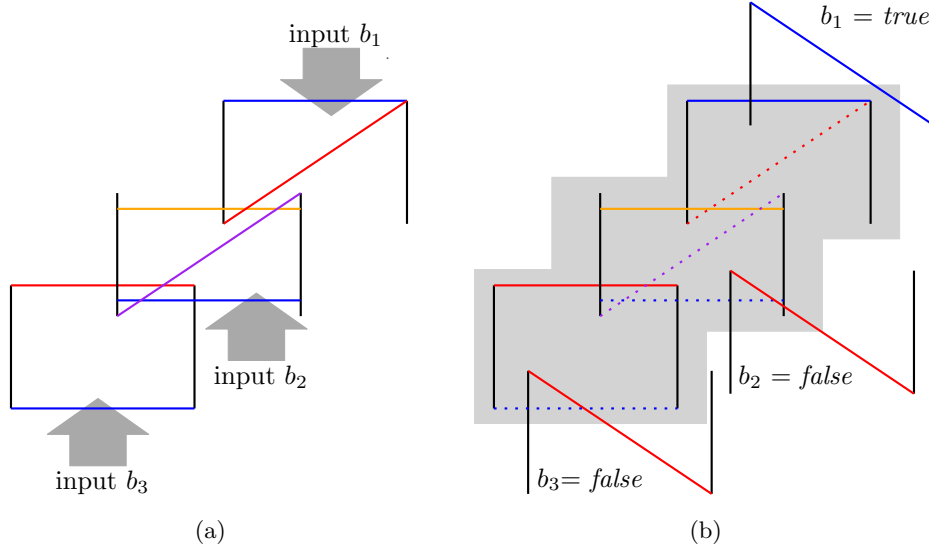 input b₁
input b₂
input b₃
(a)
b₁ = true
b₂ = false
b₃= false
(b)